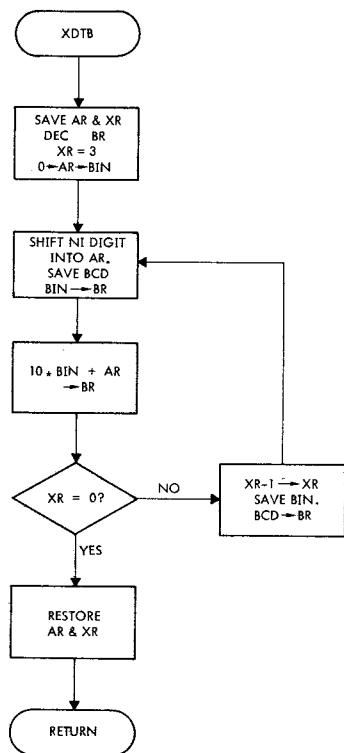 XDTB
SAVE AR & XR
DEC BR
XR = 3
0→AR→BIN
SHIFT NI DIGIT
INTO AR.
SAVE BCD
BIN → BR
10 * BIN + AR
→ BR
XR = 0?
NO
XR-1 → XR
SAVE BIN.
BCD → BR
YES
RESTORE
AR & XR
RETURN